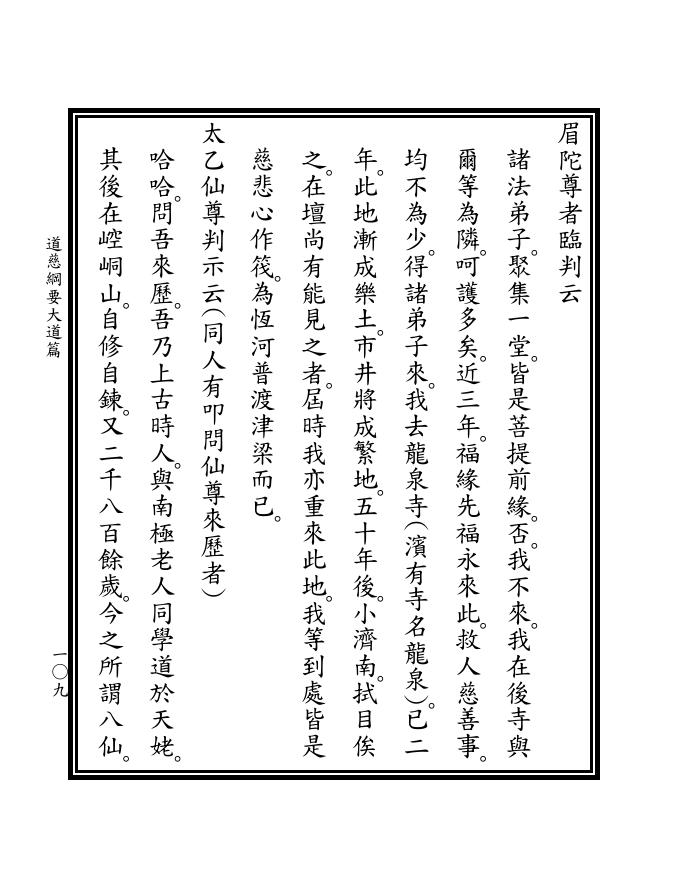 眉陀尊者臨判云
諸法弟子。聚集一堂。皆是菩提前緣。否。我不來。我在後寺與
爾等為隣。呵護多矣。近三年。福緣先福永來此。救人慈善事。
均不為少。得諸弟子來。我去龍泉寺(濱有寺名龍泉)。已二
年。此地漸成樂土。市井將成繁地。五十年後。小濟南。拭目俟
之。在壇尚有能見之者。屆時我亦重來此地。我等到處皆是
慈悲心作筏。為恆河普渡津梁而已。
太乙仙尊判示云(同人有叩問仙尊來歷者)
哈哈。問吾來歷。吾乃上古時人。與南極老人同學道於天姥。
其後在崆峒山。自修自鍊。又二千八百餘歲。今之所謂八仙。
道慈綱要大道篇
一〇九